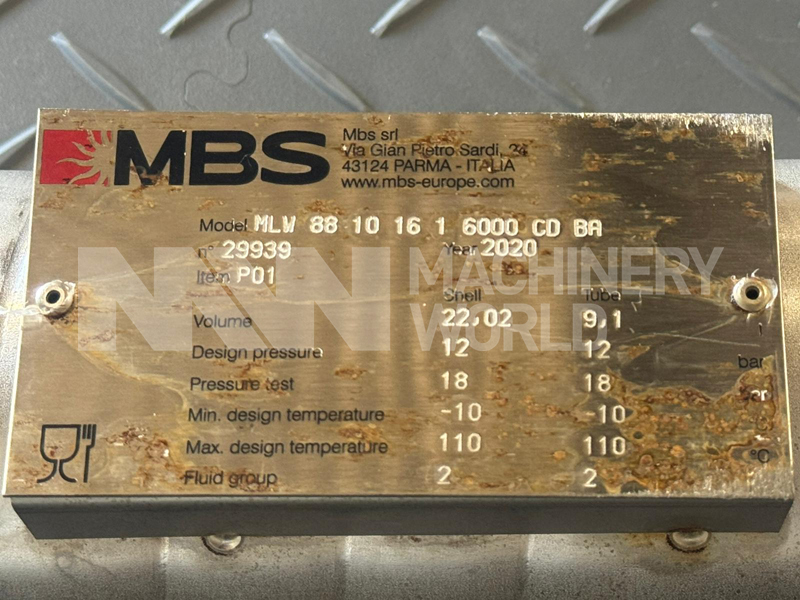 MBS
Mbs srl
Via Gian Pietro Sardi, 24
43124 PARMA - ITALIA
www.mbs-europe.com
Model MLW 88 10 16 1 6000 CD BA
n° 29939 Year 2020
Item P01
MW MACHINERY WORLD
Shell Tube
Volume 22,02 9,1 l
Design pressure 12 12 bar
Pressure test 18 18 bar
Min. design temperature -10 -10
Max. design temperature 110 110 °C
Fluid group 2 2